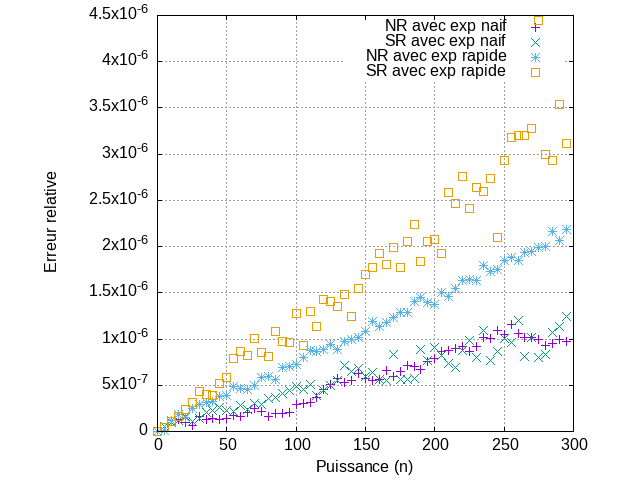 4.5x10⁻⁶
NR avec exp naif
SR avec exp naif
NR avec exp rapide
SR avec exp rapide
4x10⁻⁶
3.5x10⁻⁶
3x10⁻⁶
2.5x10⁻⁶
2x10⁻⁶
1.5x10⁻⁶
1x10⁻⁶
5x10⁻⁷
0
Erreur relative
0 50 100 150 200 250 300
Puissance (n)